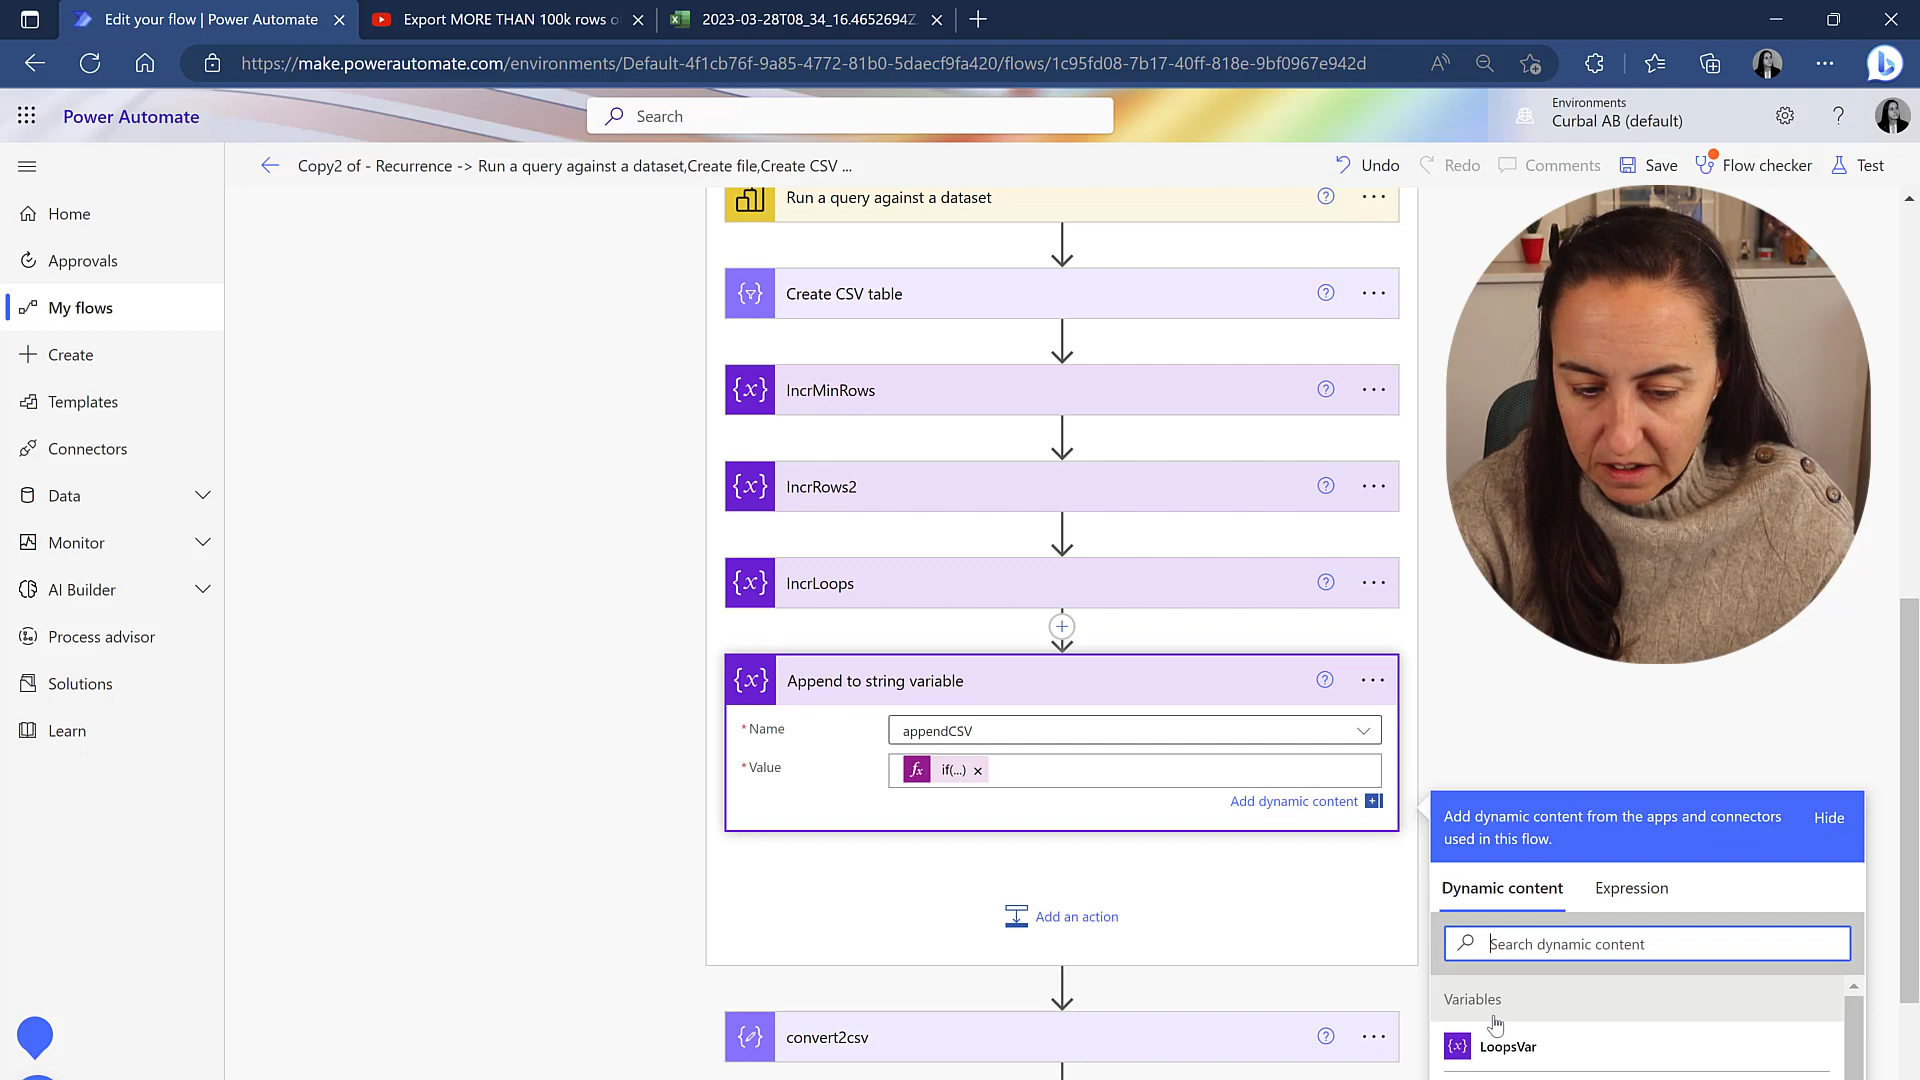 Edit your flow | Power Automate
Export MORE THAN 100k rows o
2023-03-28T08_34_16.4652694Z
https://make.powerautomate.com/environments/Default-4f1cb76f-9a85-4772-81b0-5daecf9fa420/flows/1c95fd08-7b17-40ff-818e-9bf0967e942d
Power Automate
Search
Environments
Curbal AB (default)
Copy2 of - Recurrence -> Run a query against a dataset,Create file,Create CSV ...
Undo
Redo
Comments
Save
Flow checker
Test
Home
Approvals
My flows
Create
Templates
Connectors
Data
Monitor
AI Builder
Process advisor
Solutions
Learn
Run a query against a dataset
Create CSV table
{x} IncrMinRows
{x} IncrRows2
{x} IncrLoops
{x} Append to string variable
* Name
appendCSV
* Value
fx if(...)
Add dynamic content
Add an action
convert2csv
Add dynamic content from the apps and connectors
used in this flow.
Hide
Dynamic content
Expression
Search dynamic content
Variables
{x} LoopsVar